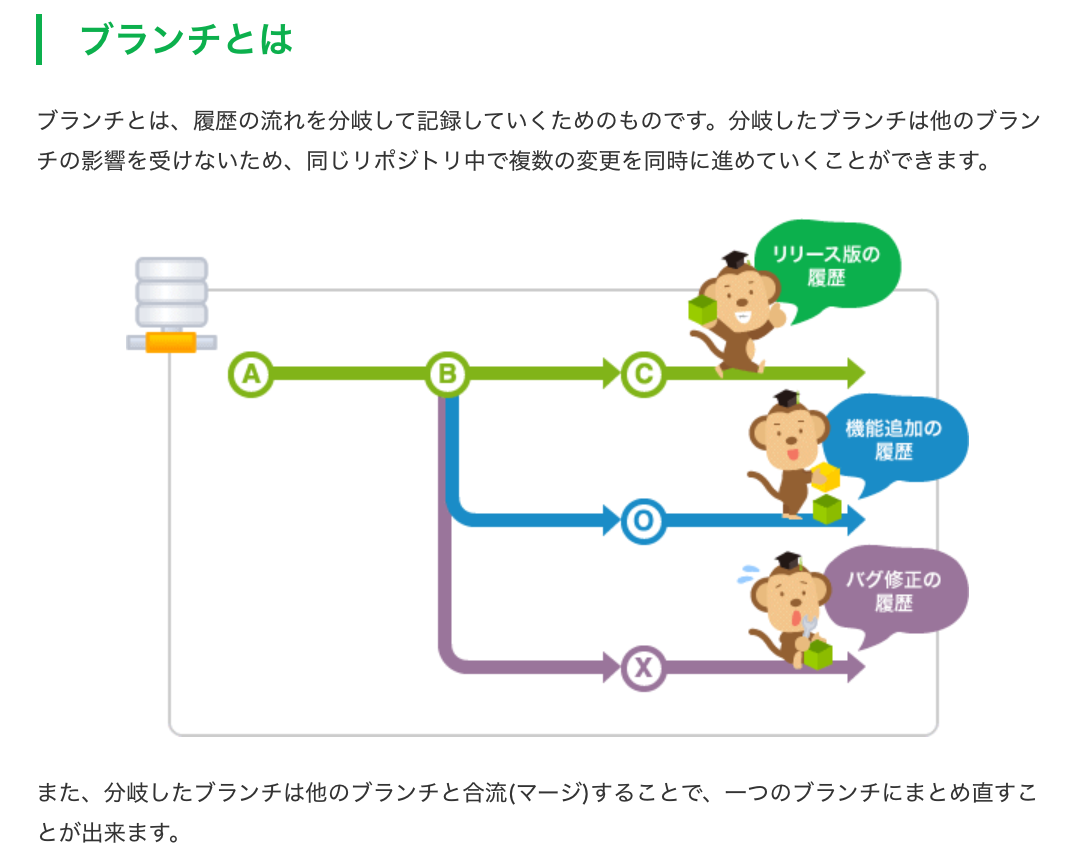 ブランチとは
ブランチとは、履歴の流れを分岐して記録していくためのものです。分岐したブランチは他のブラン
チの影響を受けないため、同じリポジトリ中で複数の変更を同時に進めていくことができます。
リリース版の
履歴
A
B
C
機能追加の
履歴
O
バグ修正の
履歴
X
また、分岐したブランチは他のブランチと合流(マージ)することで、一つのブランチにまとめ直すこ
とが出来ます。